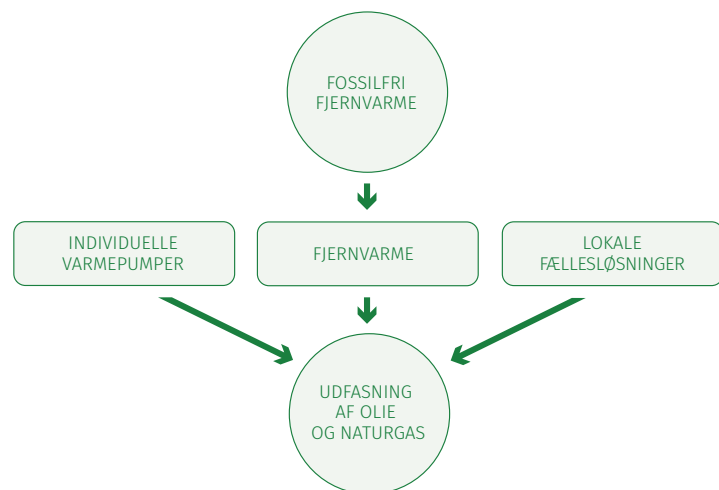 FOSSILFRI
FJERNVARME
INDIVIDUELLE
VARMEPUMPER
FJERNVARME
LOKALE
FÆLLESLØSNINGER
UDFASNING
AF OLIE
OG NATURGAS